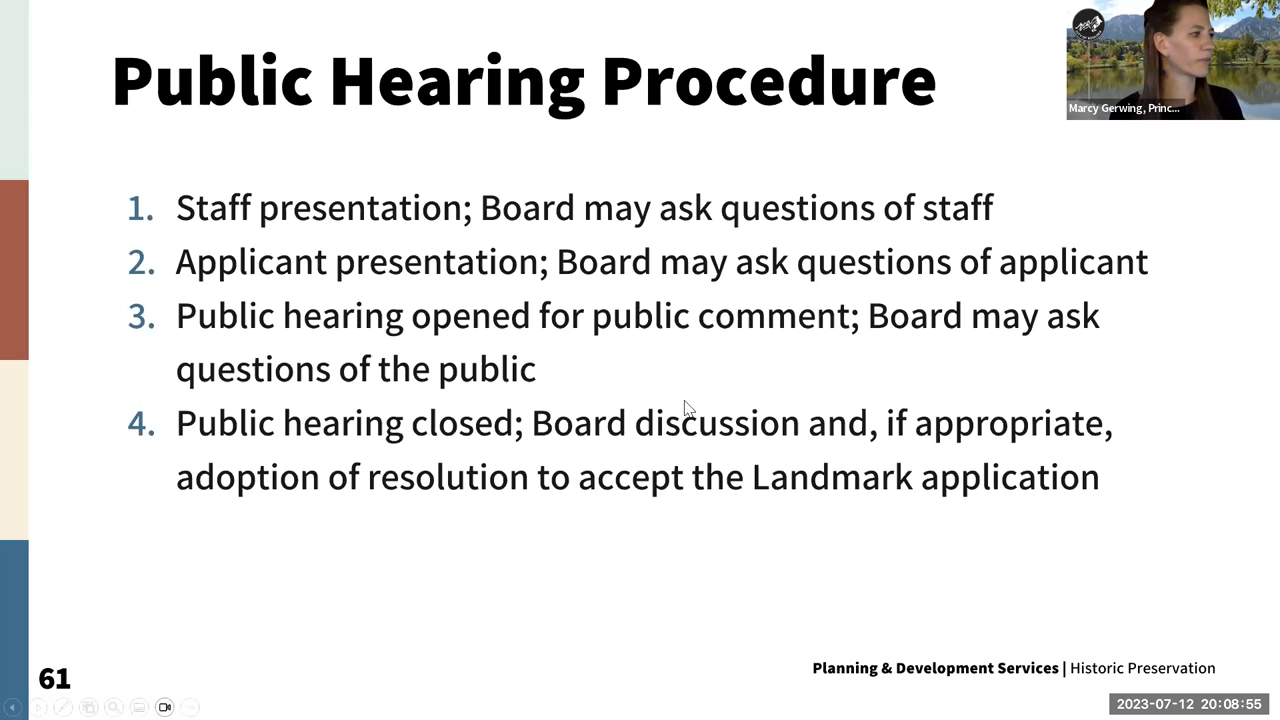 Public Hearing Procedure
Marcy Gerwing, Princ...
1. Staff presentation; Board may ask questions of staff
2. Applicant presentation; Board may ask questions of applicant
3. Public hearing opened for public comment; Board may ask
questions of the public
4. Public hearing closed; Board discussion and, if appropriate,
adoption of resolution to accept the Landmark application
61
Planning & Development Services | Historic Preservation
2023-07-12 20:08:55